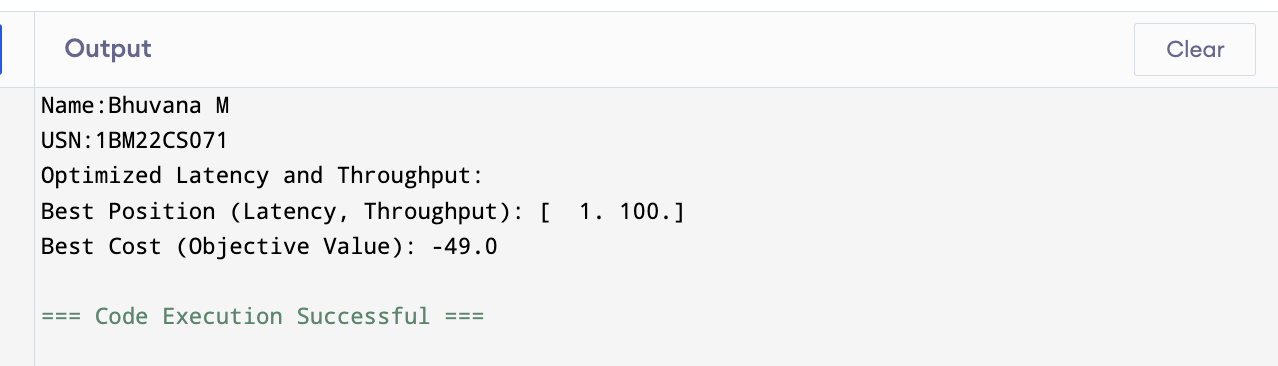 Output
Clear
Name:Bhuvana M
USN:1BM22CS071
Optimized Latency and Throughput:
Best Position (Latency, Throughput): [  1. 100.]
Best Cost (Objective Value): -49.0
=== Code Execution Successful ===